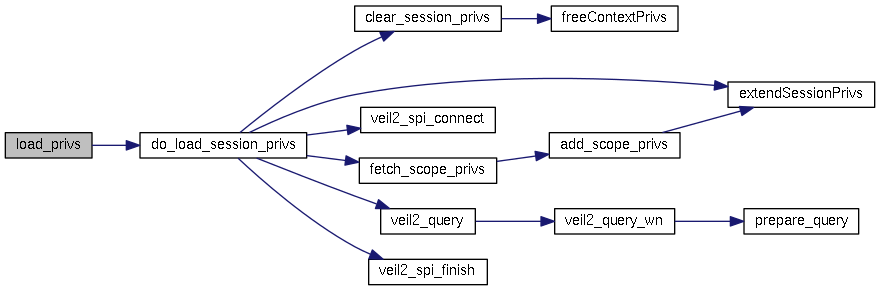 clear_session_privs
freeContextPrivs
extendSessionPrivs
veil2_spi_connect
load_privs
do_load_session_privs
add_scope_privs
fetch_scope_privs
veil2_query
veil2_query_wn
prepare_query
veil2_spi_finish